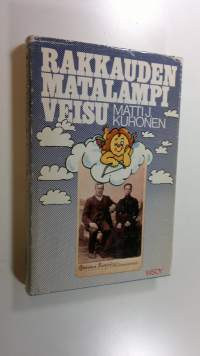 RAKKAUDEN
MATALAMPI
VEISU
MATTI J.
KURONEN
WSOY